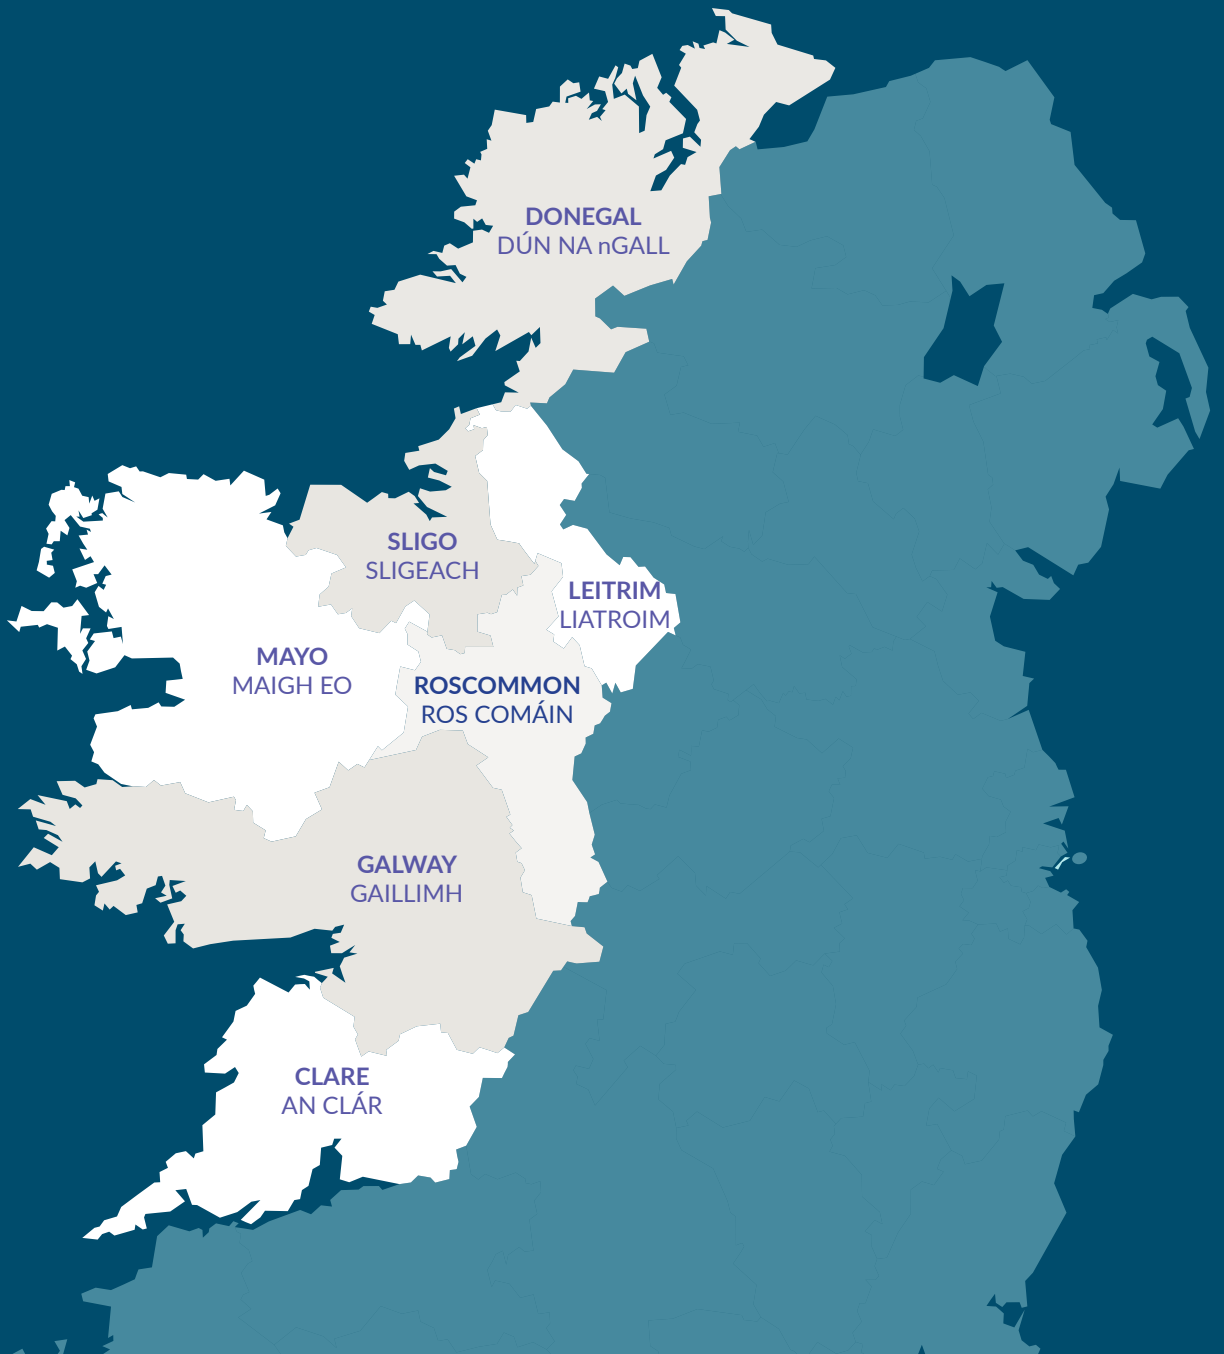 DONEGAL
DÚN NA nGALL
SLIGO
SLIGEACH
LEITRIM
LIATROIM
MAYO
MAIGH EO
ROSCOMMON
ROS COMÁIN
GALWAY
GAILLIMH
CLARE
AN CLÁR